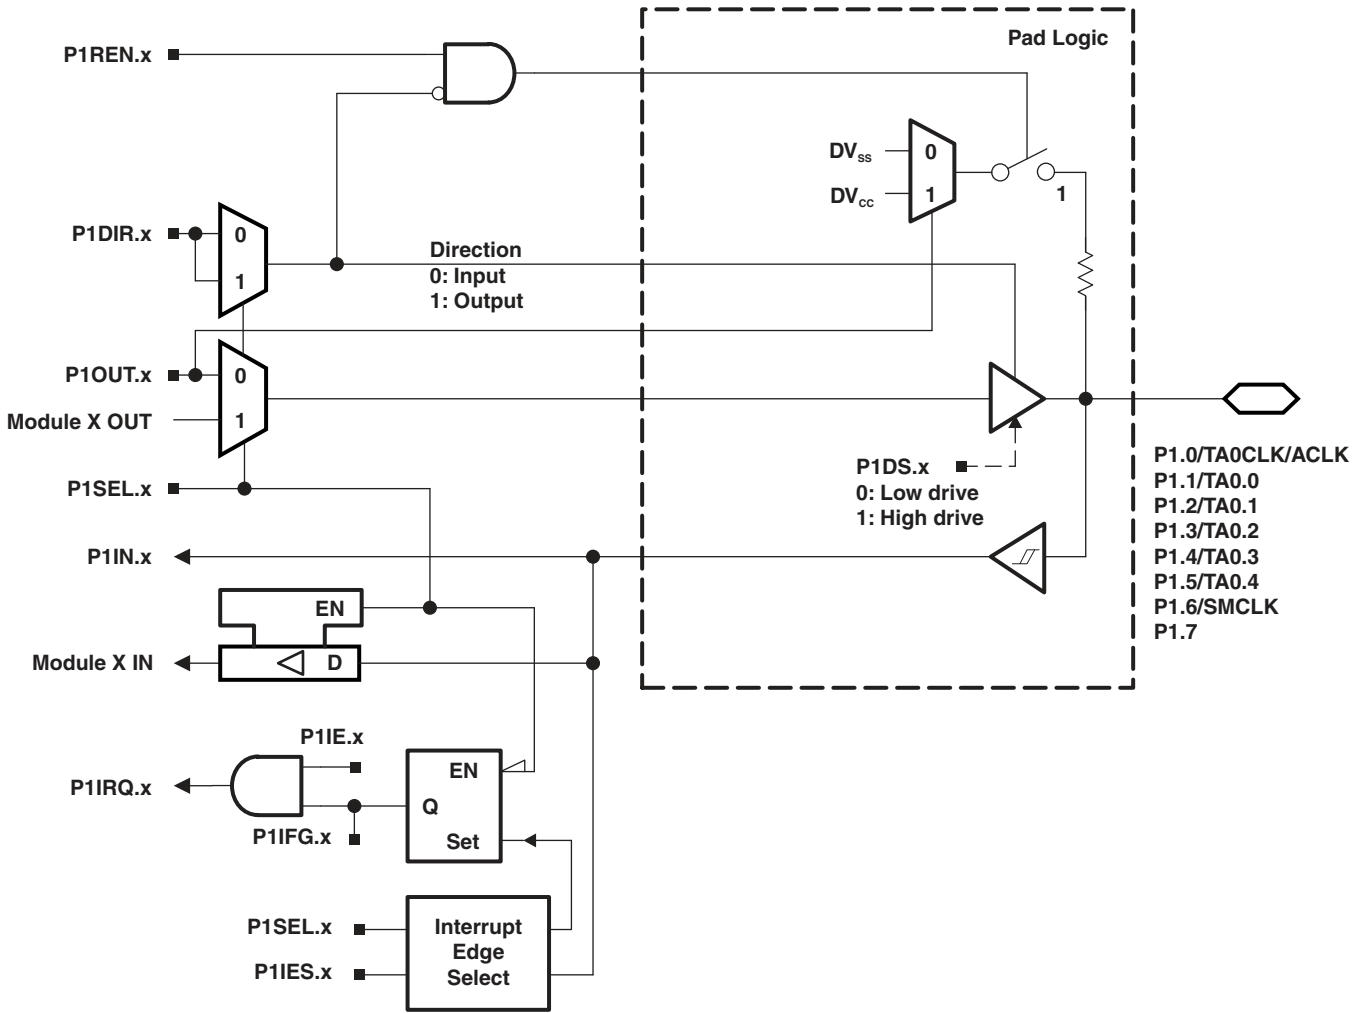 Pad Logic
P1REN.x
DVSS
0
DVCC
1
1
P1DIR.x
0
1
Direction
0: Input
1: Output
P1OUT.x
0
Module X OUT
1
P1SEL.x
P1DS.x
0: Low drive
1: High drive
P1.0/TA0CLK/ACLK
P1.1/TA0.0
P1.2/TA0.1
P1.3/TA0.2
P1.4/TA0.3
P1.5/TA0.4
P1.6/SMCLK
P1.7
P1IN.x
EN
Module X IN
D
P1IE.x
EN
P1IRQ.x
Q
P1IFG.x
Set
P1SEL.x
P1IES.x
Interrupt
Edge
Select